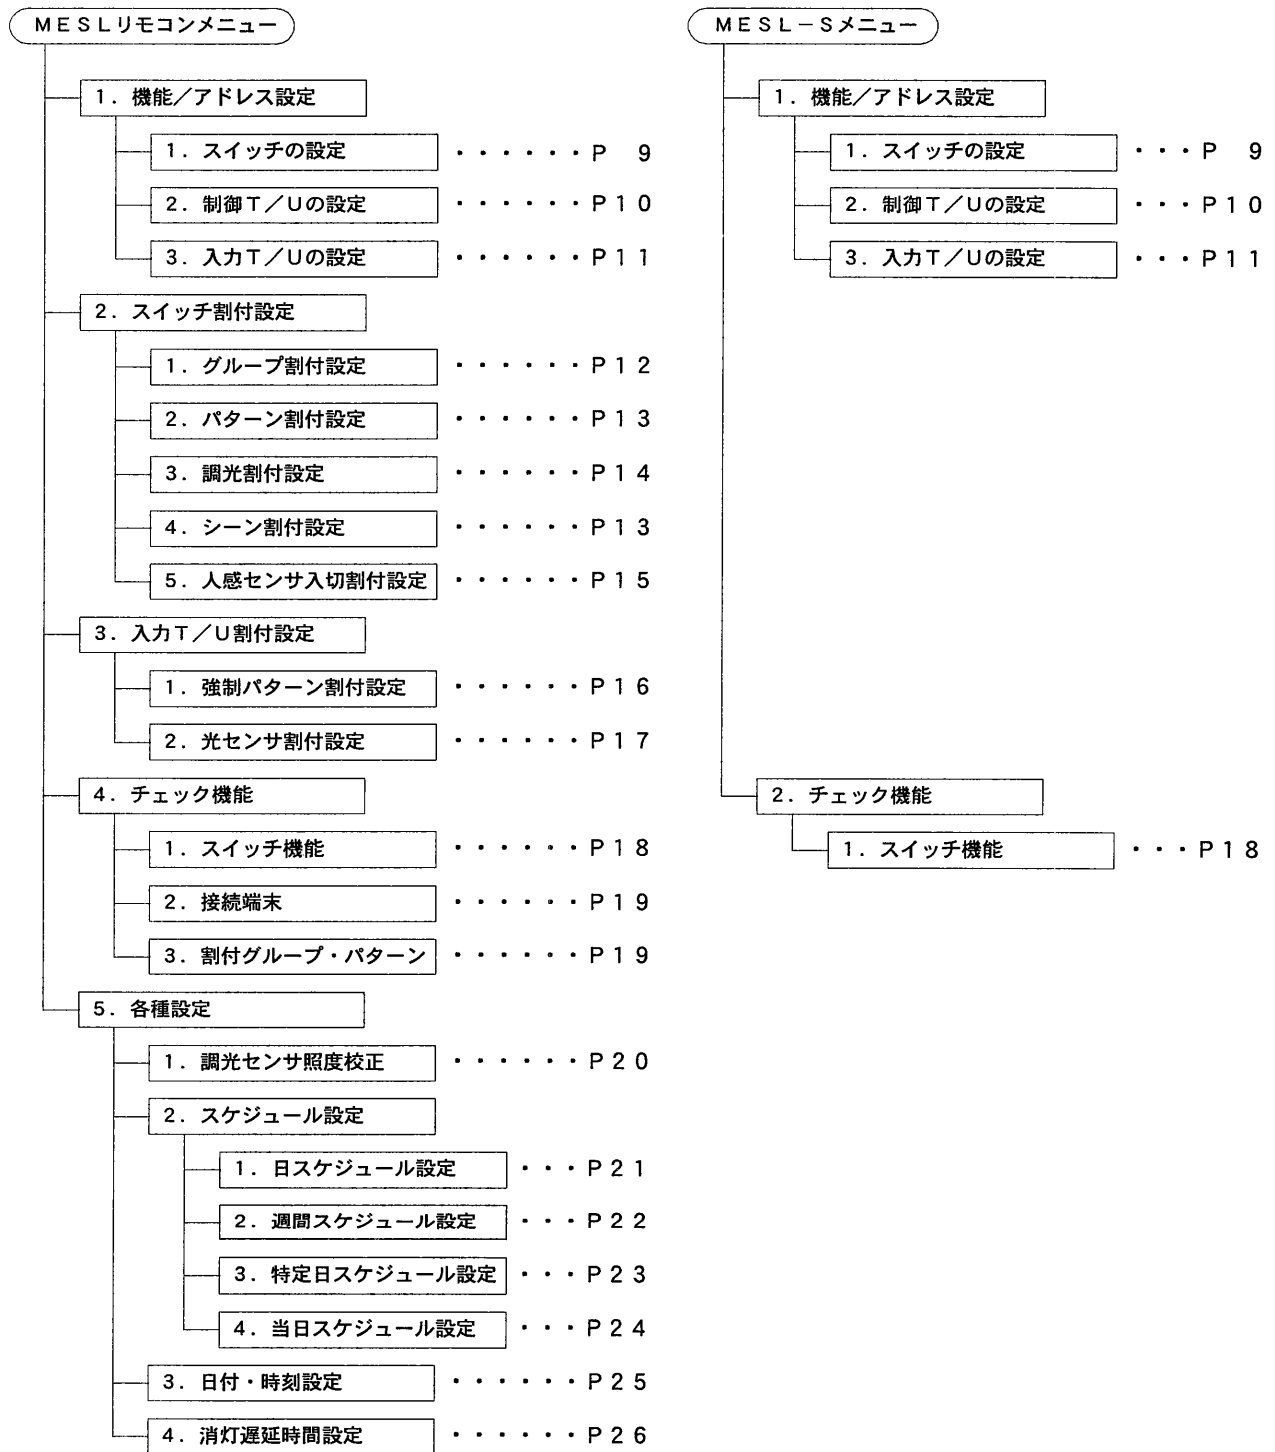 MESLリモコンメニュー
1．機能／アドレス設定
1．スイッチの設定 ・・・・・・P 9
2．制御T／Uの設定 ・・・・・・P10
3．入力T／Uの設定 ・・・・・・P11
2．スイッチ割付設定
1．グループ割付設定 ・・・・・・P12
2．パターン割付設定 ・・・・・・P13
3．調光割付設定 ・・・・・・P14
4．シーン割付設定 ・・・・・・P13
5．人感センサ入切割付設定 ・・・・・・P15
3．入力T／U割付設定
1．強制パターン割付設定 ・・・・・・P16
2．光センサ割付設定 ・・・・・・P17
4．チェック機能
1．スイッチ機能 ・・・・・・P18
2．接続端末 ・・・・・・P19
3．割付グループ・パターン ・・・・・・P19
5．各種設定
1．調光センサ照度校正 ・・・・・・P20
2．スケジュール設定
1．日スケジュール設定 ・・・P21
2．週間スケジュール設定 ・・・P22
3．特定日スケジュール設定 ・・・P23
4．当日スケジュール設定 ・・・P24
3．日付・時刻設定 ・・・・・・P25
4．消灯遅延時間設定 ・・・・・・P26
MESL－Sメニュー
1．機能／アドレス設定
1．スイッチの設定 ・・・P 9
2．制御T／Uの設定 ・・・P10
3．入力T／Uの設定 ・・・P11
2．チェック機能
1．スイッチ機能 ・・・P18